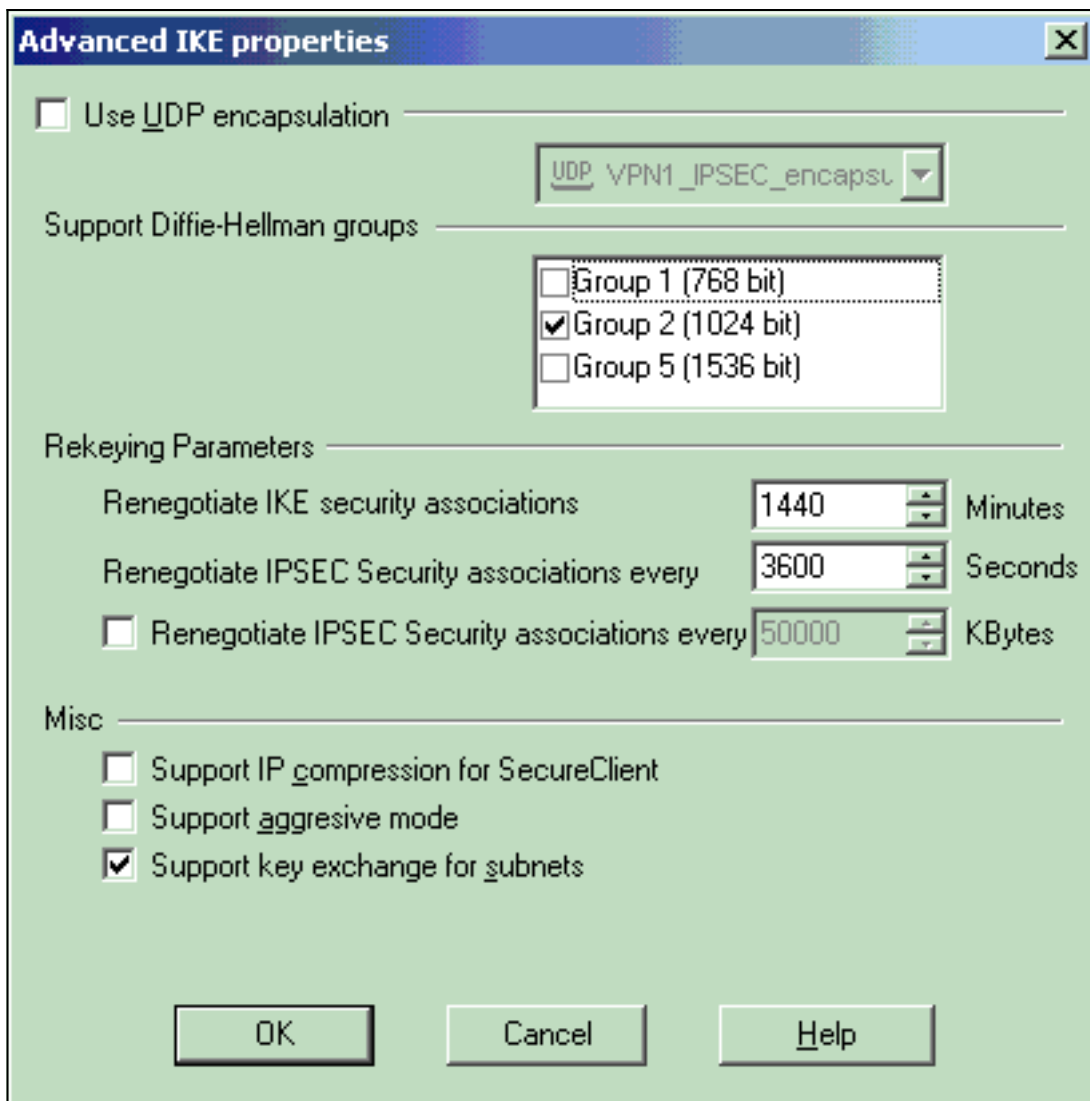 Advanced IKE properties
Use UDP encapsulation
UDP VPN1_IPSEC_encapsu
Support Diffie-Hellman groups
Group 1 (768 bit)
Group 2 (1024 bit)
Group 5 (1536 bit)
Rekeying Parameters
Renegotiate IKE security associations 1440 Minutes
Renegotiate IPSEC Security associations every 3600 Seconds
Renegotiate IPSEC Security associations every 50000 KBytes
Misc
Support IP compression for SecureClient
Support aggresive mode
Support key exchange for subnets
OK Cancel Help